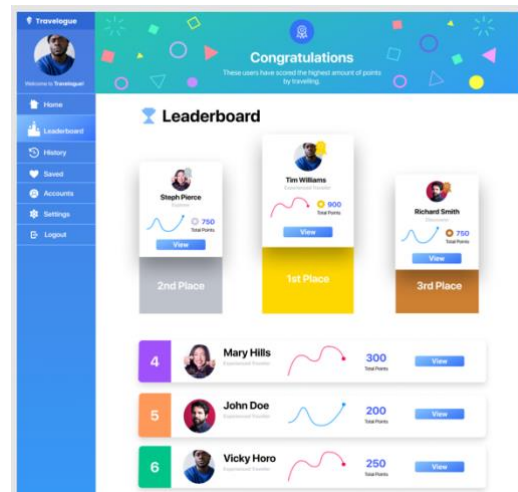 Travelogue
Welcome to Travelogue!
Home
Leaderboard
History
Saved
Accounts
Settings
Logout
Congratulations
These users have scored the highest amount of points
by travelling.
Leaderboard
Steph Pierce
750
Total Points
View
2nd Place
Tim Williams
Experienced Traveller
900
Total Points
View
1st Place
Richard Smith
750
Total Points
View
3rd Place
4
Mary Hills
Experienced Traveller
300
Total Points
View
5
John Doe
Experienced Traveller
200
Total Points
View
6
Vicky Horo
Experienced Traveller
250
Total Points
View